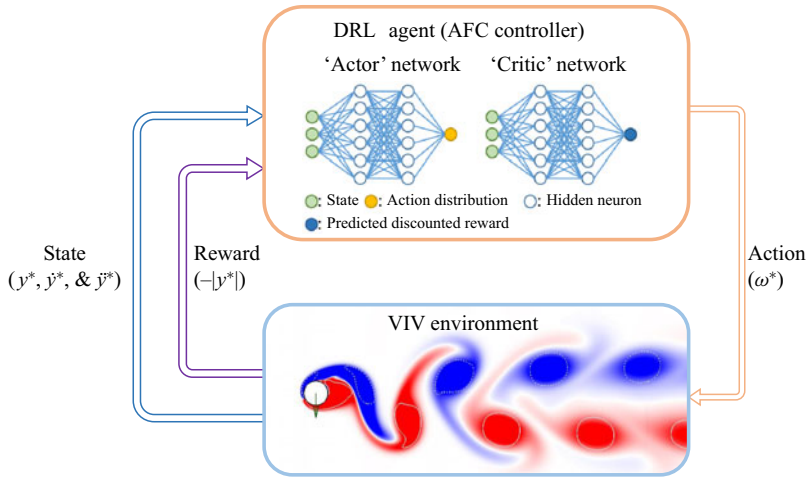 DRL agent (AFC controller)
‘Actor’ network
‘Critic’ network
: State
: Action distribution
: Hidden neuron
: Predicted discounted reward
State
(y*, ẏ*, & ÿ*)
Reward
(–|y*|)
Action
(ω*)
VIV environment